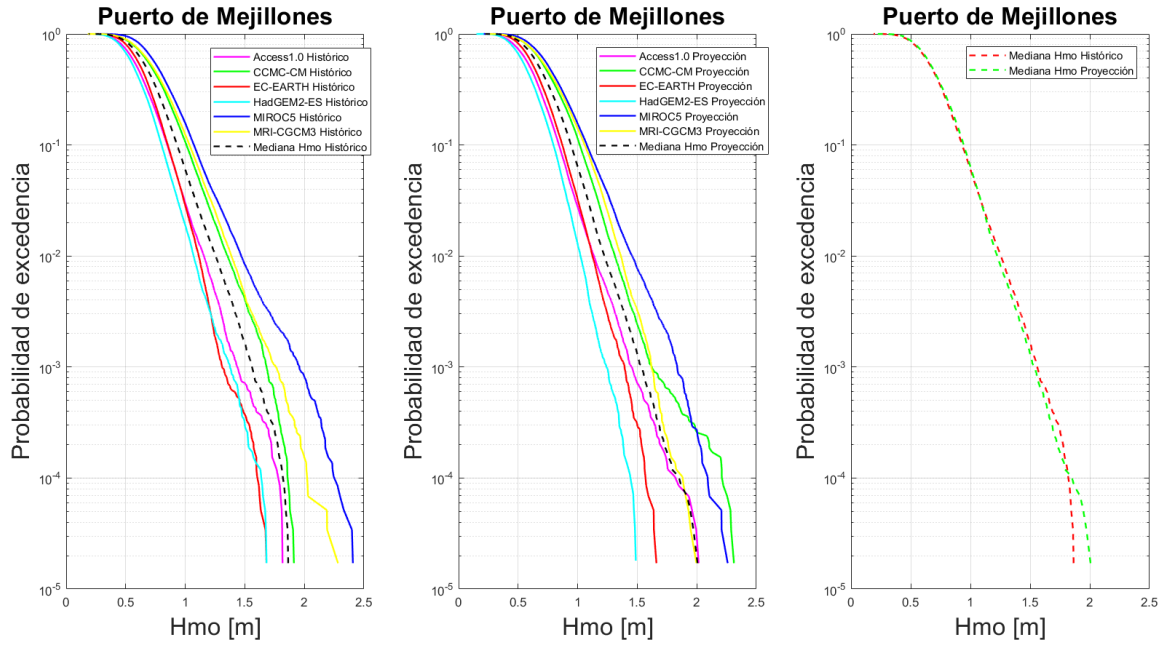 Puerto de Mejillones
Probabilidad de excedencia
10^0
10^-1
10^-2
10^-3
10^-4
10^-5
0 0.5 1 1.5 2 2.5
Hmo [m]
Access1.0 Histórico
CCMC-CM Histórico
EC-EARTH Histórico
HadGEM2-ES Histórico
MIROC5 Histórico
MRI-CGCM3 Histórico
Mediana Hmo Histórico
Puerto de Mejillones
Probabilidad de excedencia
10^0
10^-1
10^-2
10^-3
10^-4
10^-5
0 0.5 1 1.5 2 2.5
Hmo [m]
Access1.0 Proyección
CCMC-CM Proyección
EC-EARTH Proyección
HadGEM2-ES Proyección
MIROC5 Proyección
MRI-CGCM3 Proyección
Mediana Hmo Proyección
Puerto de Mejillones
Probabilidad de excedencia
10^0
10^-1
10^-2
10^-3
10^-4
10^-5
0 0.5 1 1.5 2 2.5
Hmo [m]
Mediana Hmo Histórico
Mediana Hmo Proyección